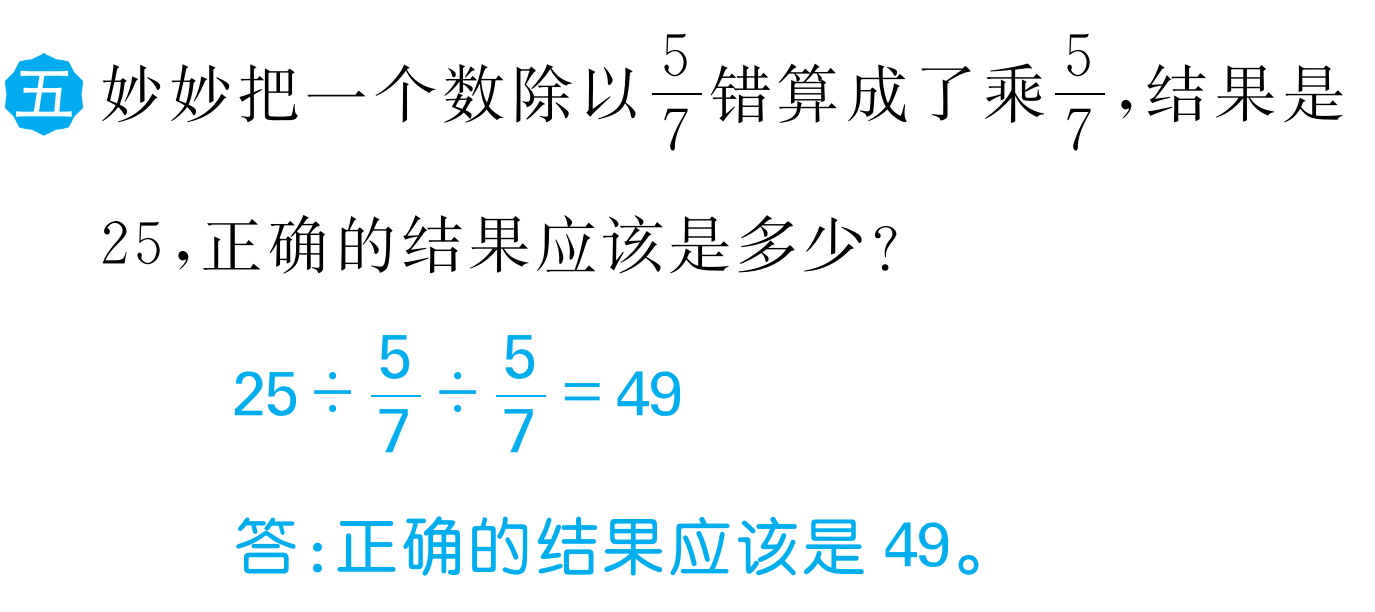 五 妙妙把一个数除以5/7错算成了乘5/7,结果是
25,正确的结果应该是多少?
25÷5/7÷5/7=49
答:正确的结果应该是 49。